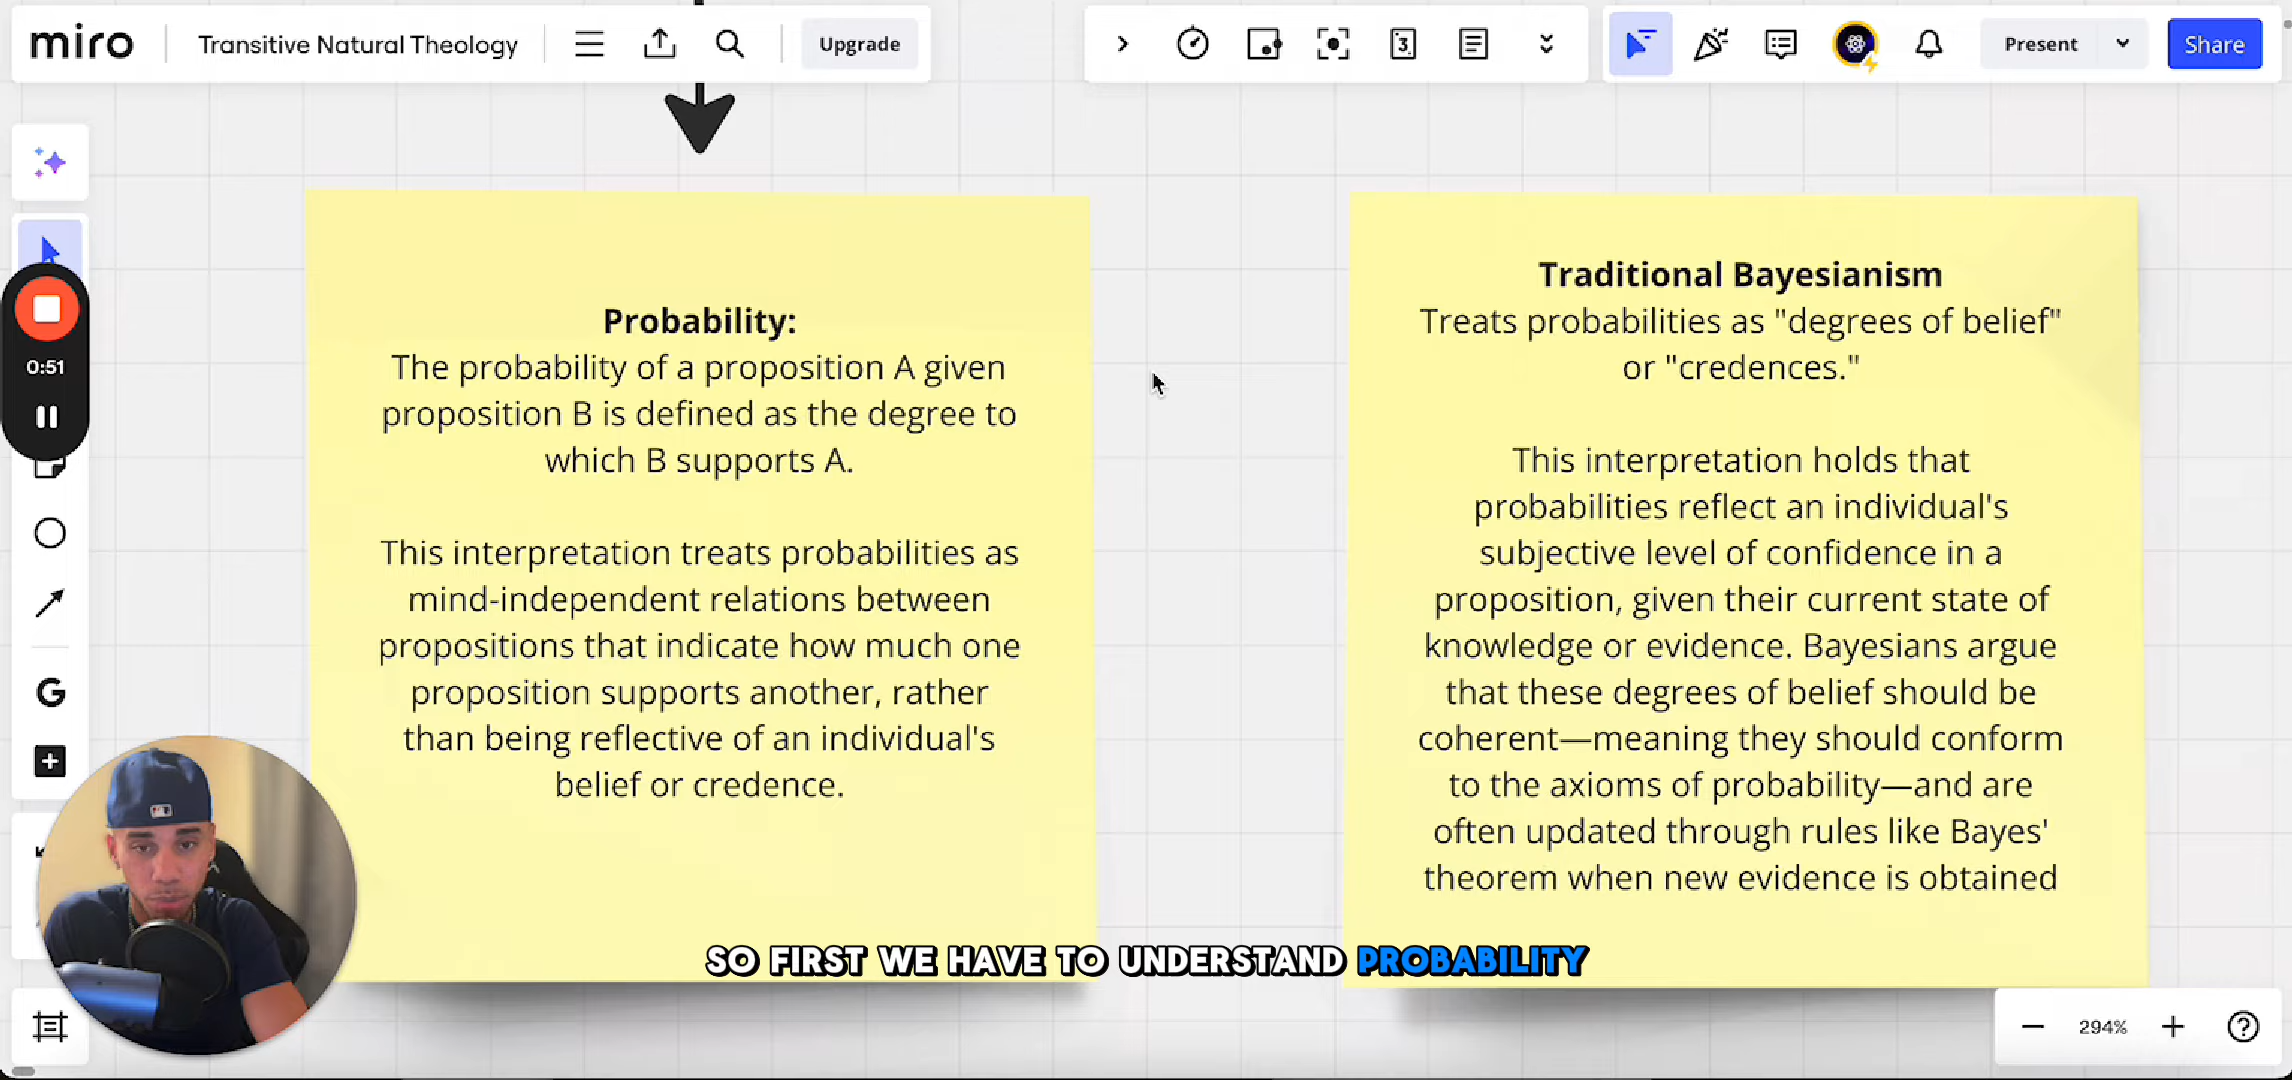 miro
Transitive Natural Theology
Upgrade
3
Present
Share
0:51
Probability:
The probability of a proposition A given
proposition B is defined as the degree to
which B supports A.
This interpretation treats probabilities as
mind-independent relations between
propositions that indicate how much one
proposition supports another, rather
than being reflective of an individual's
belief or credence.
Traditional Bayesianism
Treats probabilities as "degrees of belief"
or "credences."
This interpretation holds that
probabilities reflect an individual's
subjective level of confidence in a
proposition, given their current state of
knowledge or evidence. Bayesians argue
that these degrees of belief should be
coherent—meaning they should conform
to the axioms of probability—and are
often updated through rules like Bayes'
theorem when new evidence is obtained
SO FIRST WE HAVE TO UNDERSTAND PROBABILITY
294%